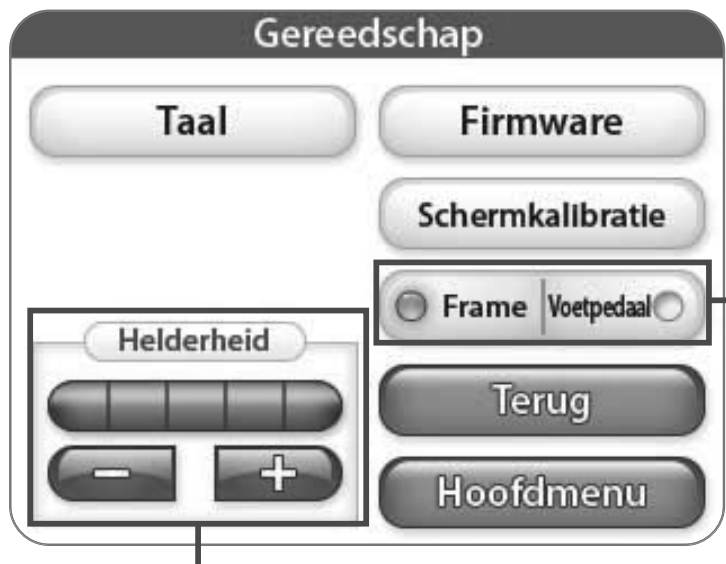 Gereedschap
Taal
Firmware
Schermkalibratie
Frame Voetpedaal
Helderheid
Terug
Hoofdmenu